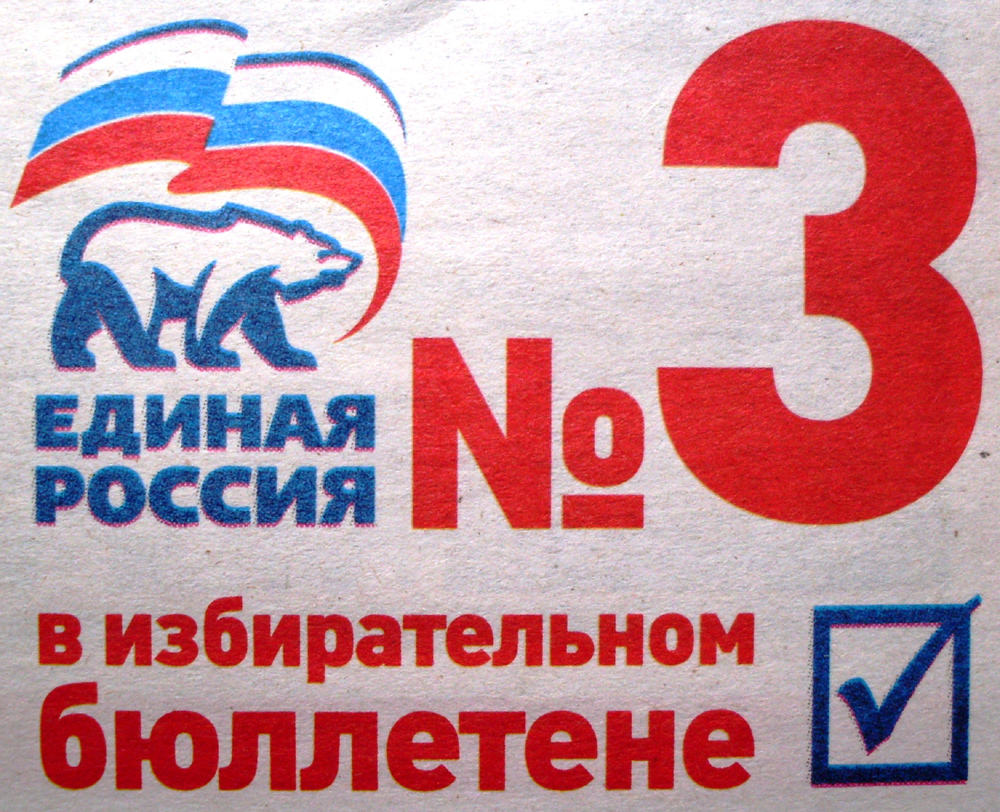 ЕДИНАЯ
РОССИЯ
№3
в избирательном
бюллетене